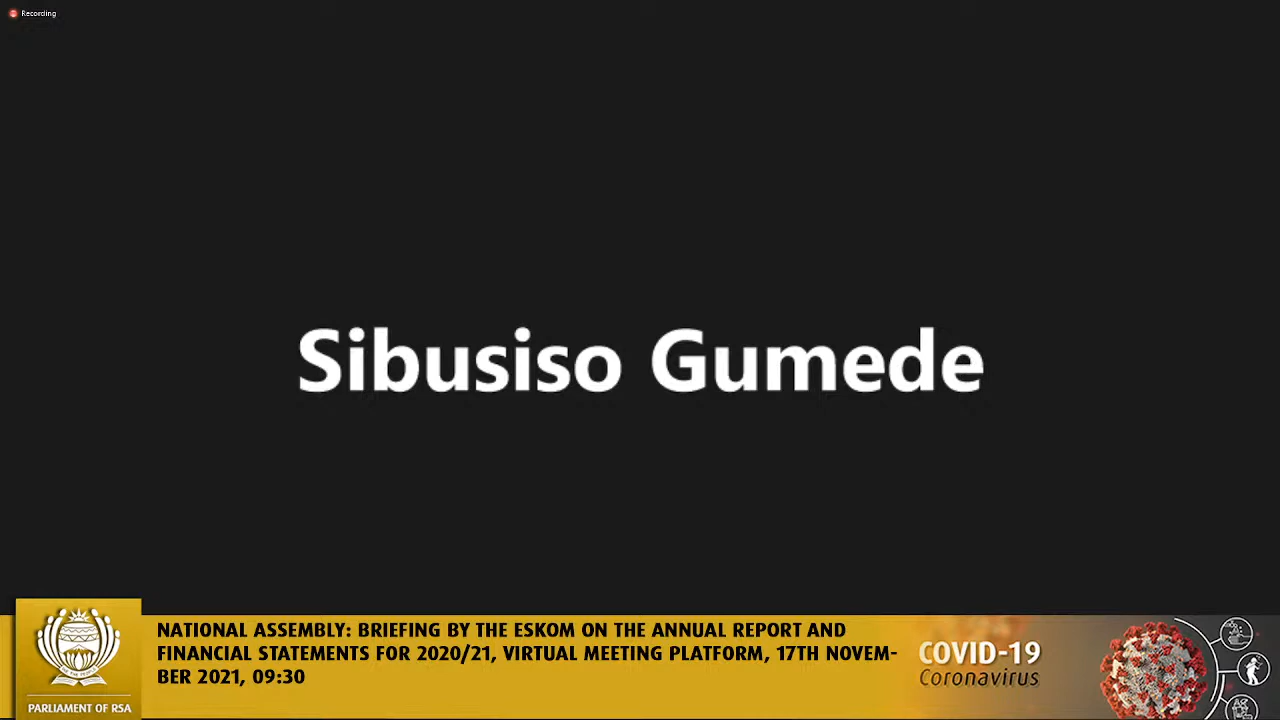 Recording
Sibusiso Gumede
NATIONAL ASSEMBLY: BRIEFING BY THE ESKOM ON THE ANNUAL REPORT AND
FINANCIAL STATEMENTS FOR 2020/21, VIRTUAL MEETING PLATFORM, 17TH NOVEM-
BER 2021, 09:30
PARLIAMENT OF RSA
COVID-19
Coronavirus